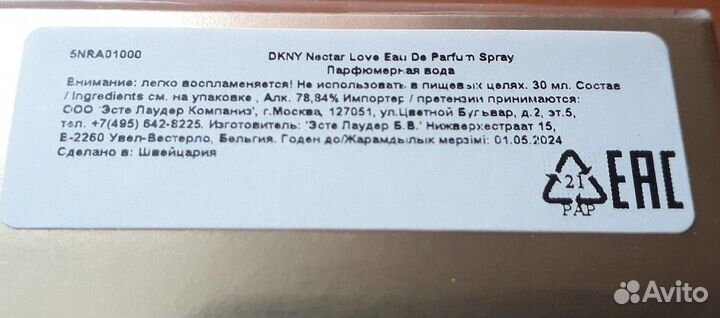 5NRA01000 DKNY Nectar Love Eau De Parfum Spray
Парфюмерная вода
Внимание: легко воспламеняется! Не использовать в пищевых целях. 30 мл. Состав
/ Ingredients см. на упаковке , Алк. 78,84% Импортер / претензии принимаются:
ООО 'Эсте Лаудер Компаниз', г.Москва, 127051, ул.Цветной Бульвар, д.2, эт.5,
тел. +7(495) 642-8225. Изготовитель: 'Эсте Лаудер Б.В.' Нижверхестраат 15,
B-2260 Увел-Вестерло, Бельгия. Годен до/Жарамдылык мерзімі: 01.05.2024
Сделано в: Швейцария
21
PAP
EAC
Avito